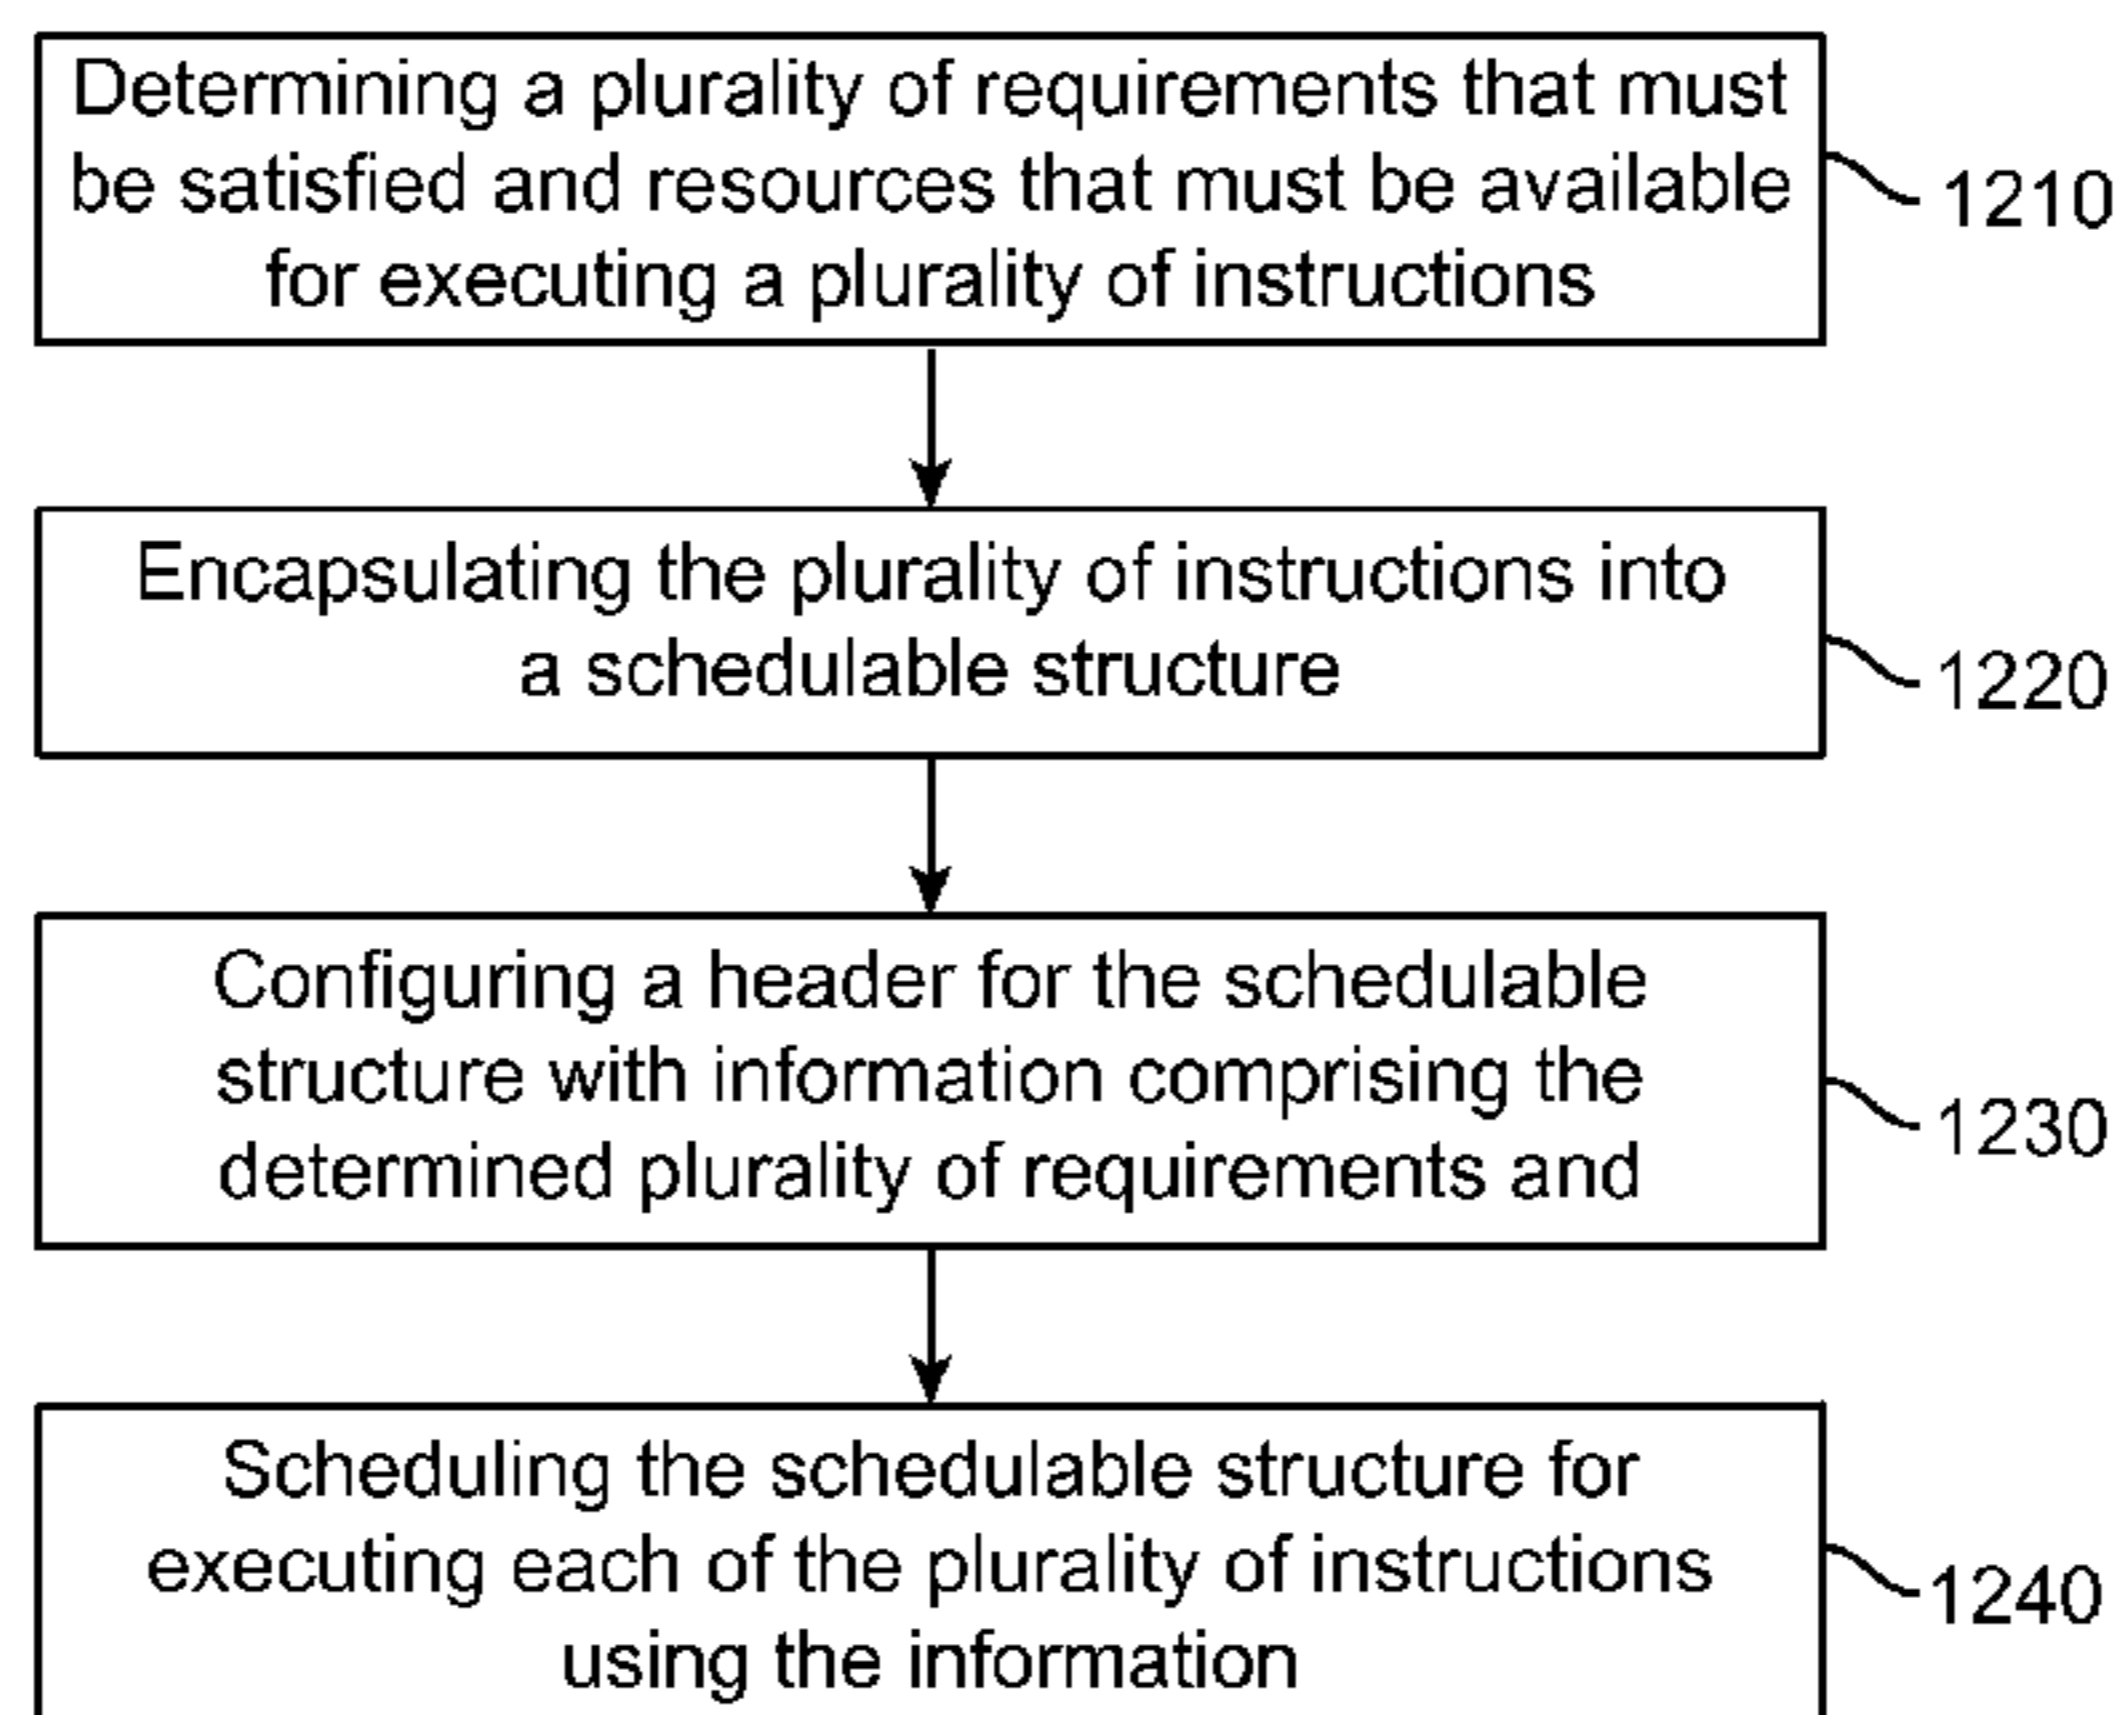 Determining a plurality of requirements that must
be satisfied and resources that must be available
for executing a plurality of instructions
1210
Encapsulating the plurality of instructions into
a schedulable structure
1220
Configuring a header for the schedulable
structure with information comprising the
determined plurality of requirements and
1230
Scheduling the schedulable structure for
executing each of the plurality of instructions
using the information
1240